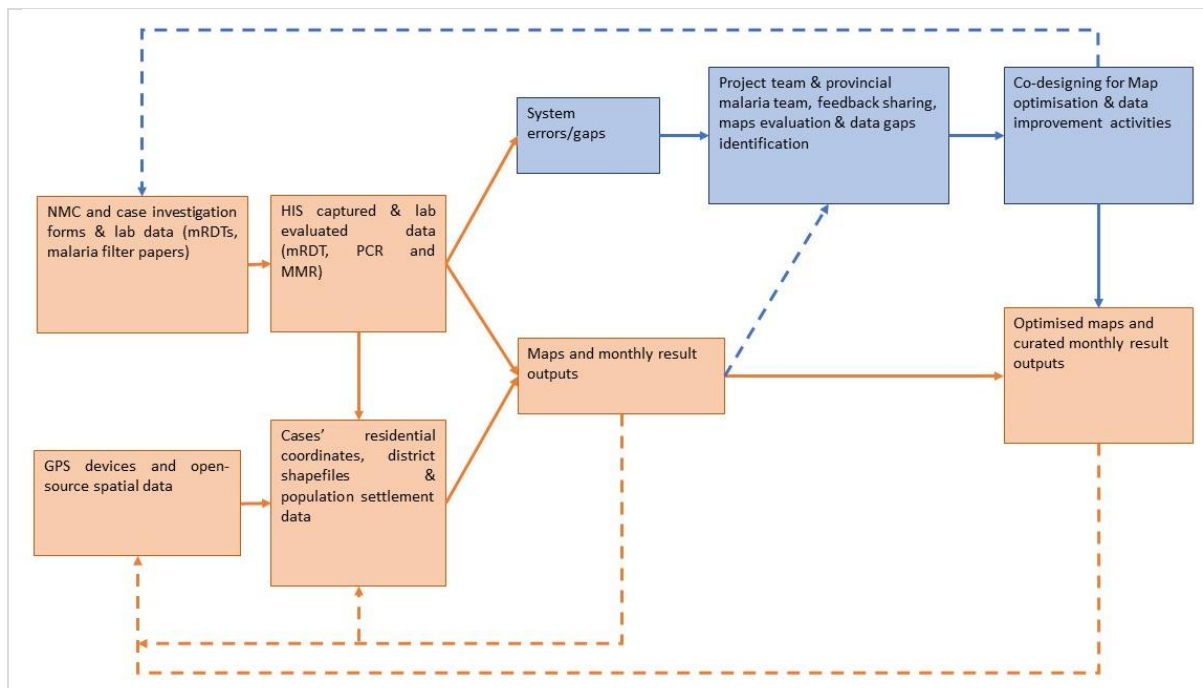 System
errors/gaps
Project team & provincial
malaria team, feedback sharing,
maps evaluation & data gaps
identification
Co-designing for Map
optimisation & data
improvement activities
NMC and case investigation
forms & lab data (mRDTs,
malaria filter papers)
HIS captured & lab
evaluated data
(mRDT, PCR and
MMR)
Maps and monthly result
outputs
Optimised maps and
curated monthly result
outputs
GPS devices and open-
source spatial data
Cases’ residential
coordinates, district
shapefiles &
population settlement
data